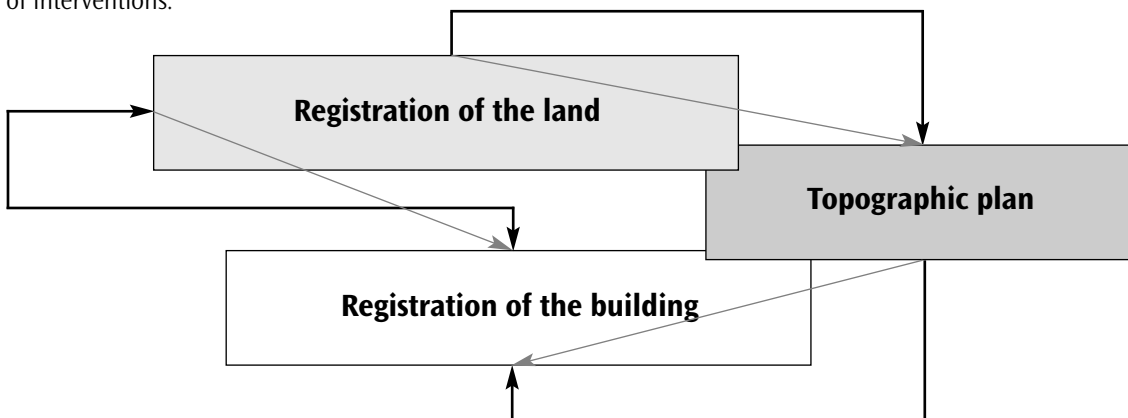 of interventions.
Registration of the land
Topographic plan
Registration of the building